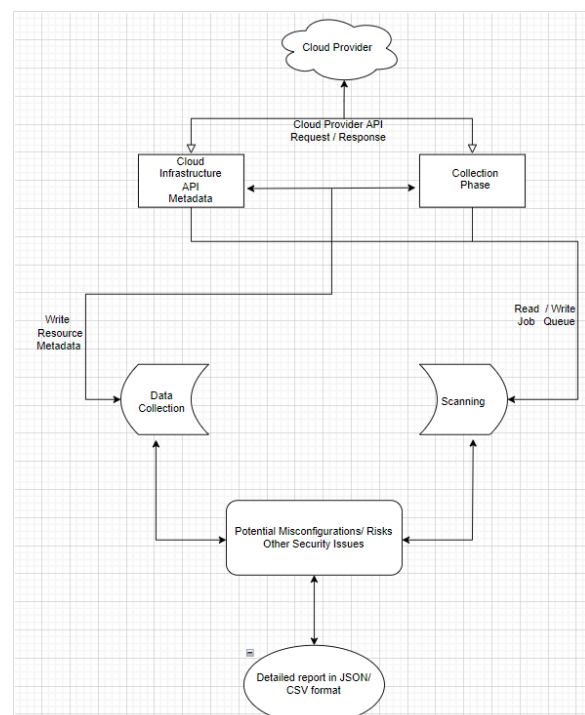 Cloud Provider
Cloud Provider API
Request / Response
Cloud
Infrastructure
API
Metadata
Collection
Phase
Write
Resource
Metadata
Read / Write
Job Queue
Data
Collection
Scanning
Potential Misconfigurations/ Risks
Other Security Issues
Detailed report in JSON/
CSV format